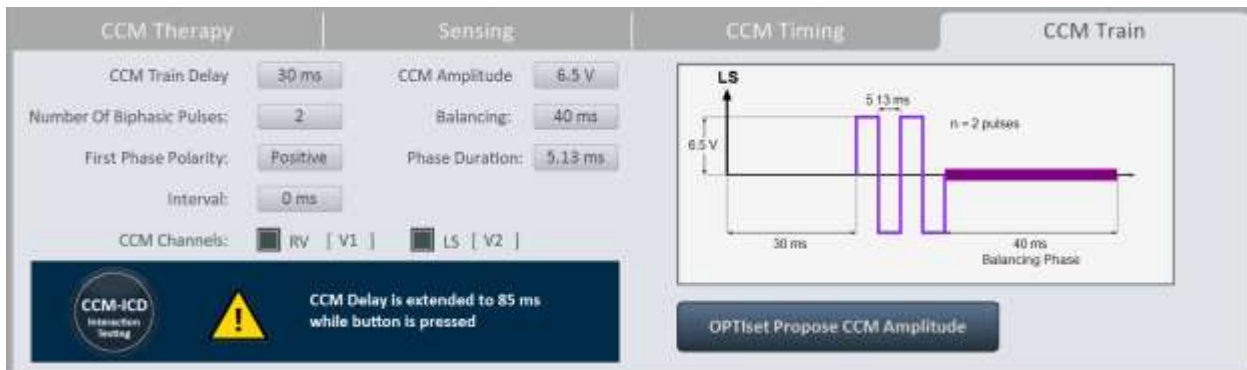 CCM Therapy
Sensing
CCM Timing
CCM Train
CCM Train Delay 30 ms CCM Amplitude 6.5 V
Number Of Biphasic Pulses: 2 Balancing: 40 ms
First Phase Polarity: Positive Phase Duration: 5.13 ms
Interval: 0 ms
CCM Channels: RV [ V1 ] LS [ V2 ]
CCM-ICD
Interaction
Testing
CCM Delay is extended to 85 ms
while button is pressed
LS
5.13 ms
n = 2 pulses
6.5 V
30 ms
40 ms
Balancing Phase
OPTIset Propose CCM Amplitude